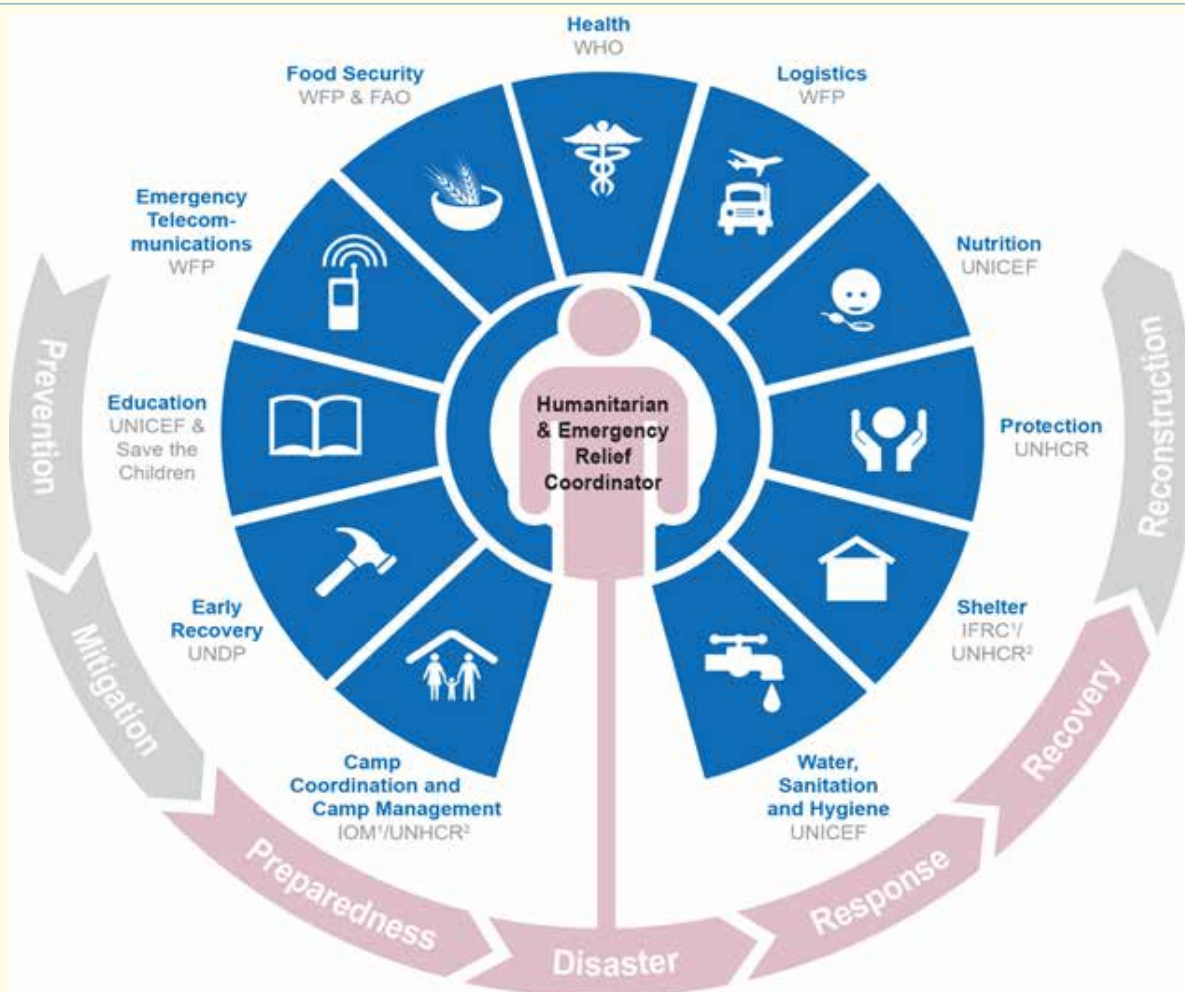 Health
WHO
Food Security
WFP & FAO
Logistics
WFP
Emergency
Telecom-
munications
WFP
Nutrition
UNICEF
Education
UNICEF &
Save the
Children
Humanitarian
& Emergency
Relief
Coordinator
Protection
UNHCR
Early
Recovery
UNDP
Shelter
IFRC¹/
UNHCR²
Camp
Coordination and
Camp Management
IOM¹/UNHCR²
Water,
Sanitation
and Hygiene
UNICEF
Prevention
Mitigation
Preparedness
Disaster
Response
Recovery
Reconstruction